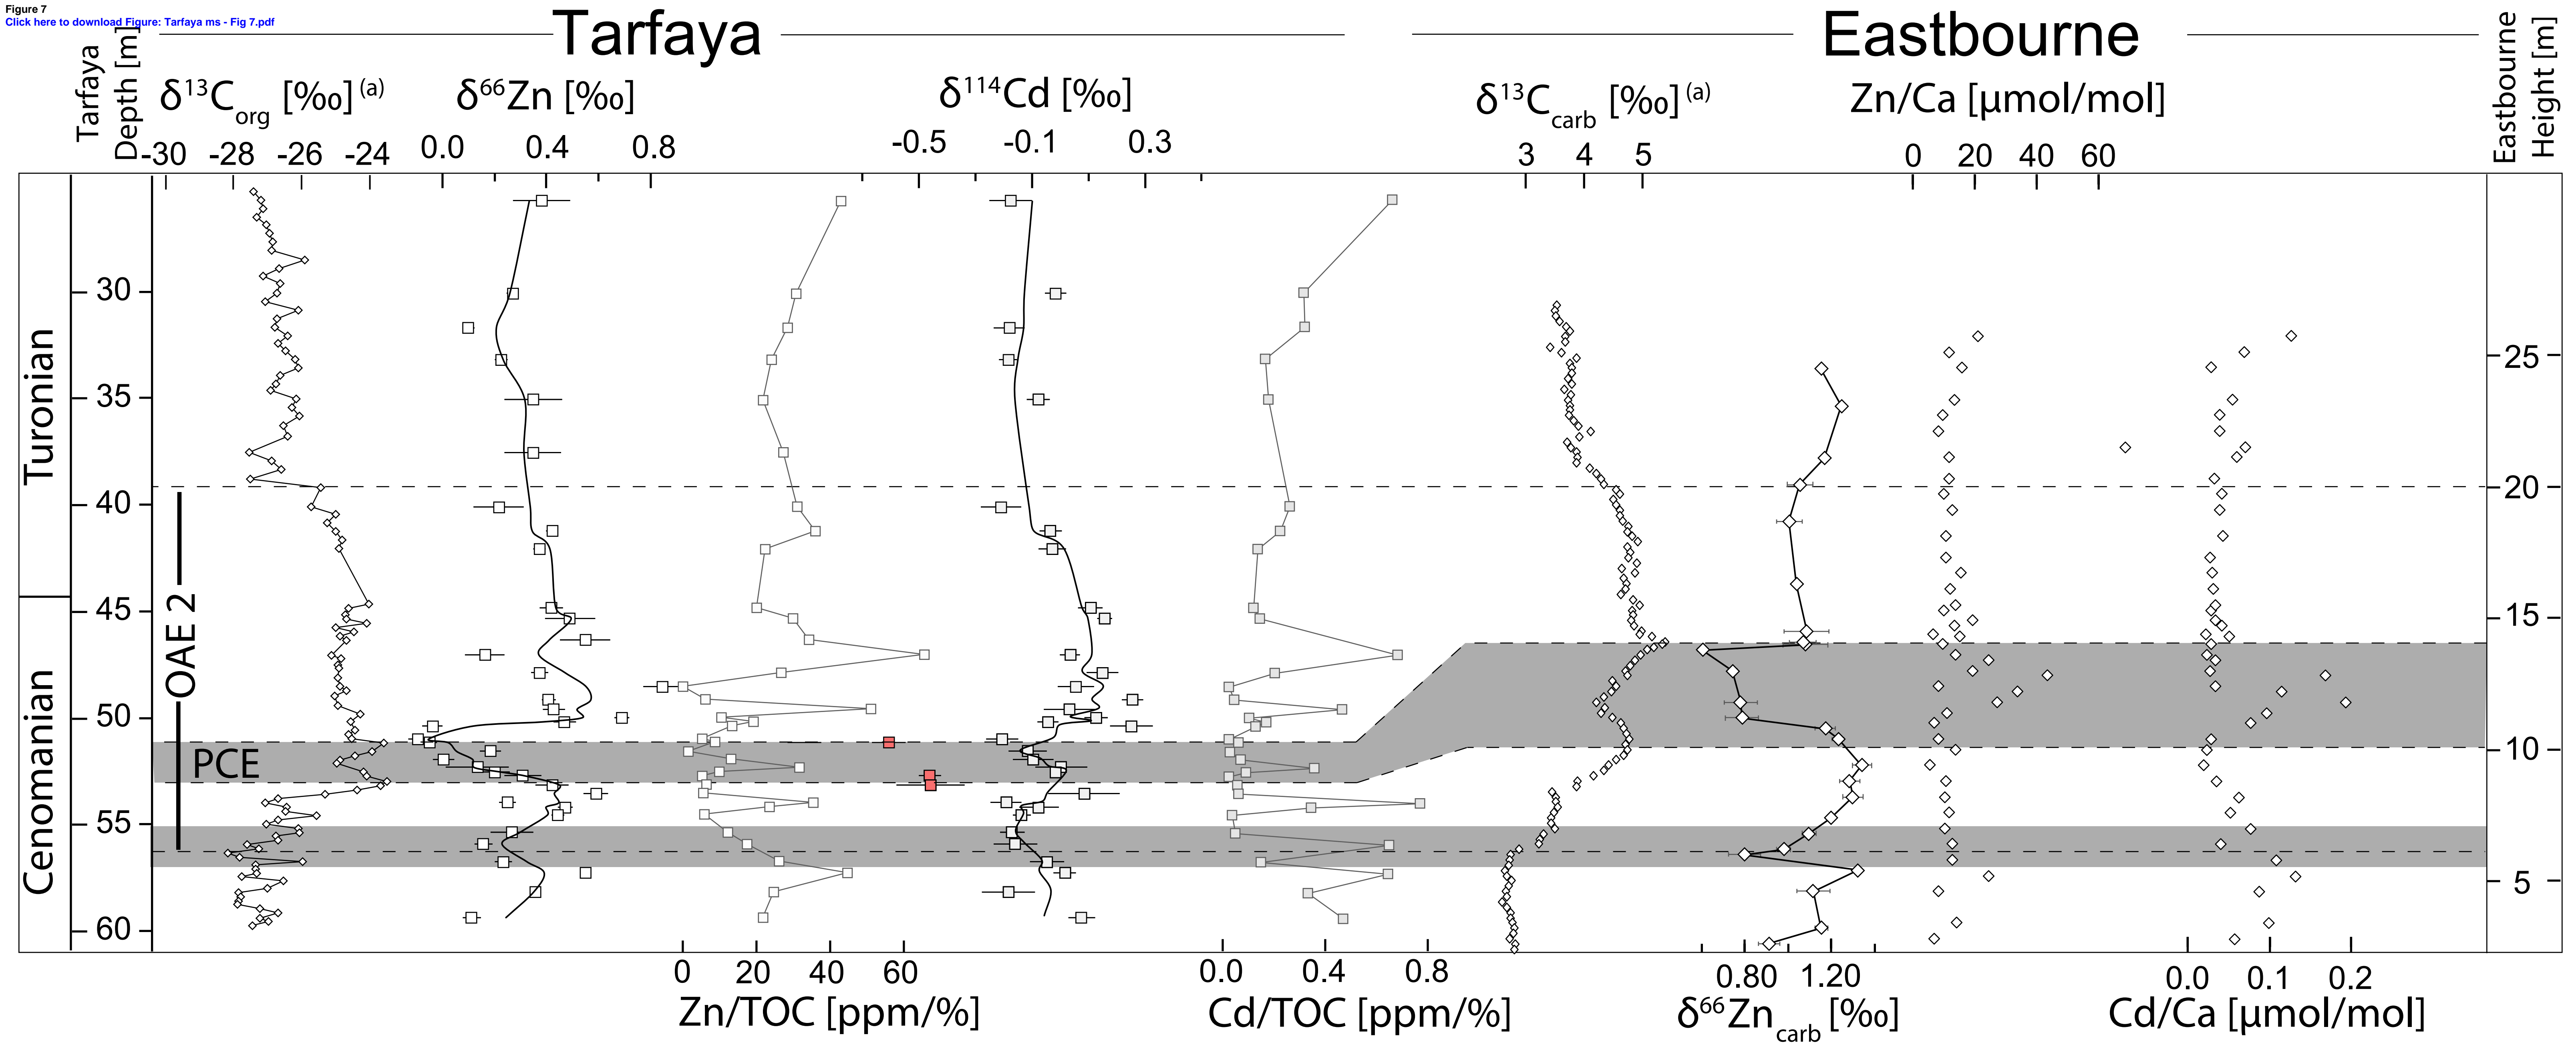 Figure 7
Click here to download Figure: Tarfaya ms - Fig 7.pdf
Tarfaya
Eastbourne
Tarfaya
Depth [m]
δ¹³C_org [‰] (a)
δ⁶⁶Zn [‰]
δ¹¹⁴Cd [‰]
δ¹³C_carb [‰] (a)
Zn/Ca [µmol/mol]
Eastbourne
Height [m]
-30 -28 -26 -24
0.0 0.4 0.8
-0.5 -0.1 0.3
3 4 5
0 20 40 60
Turonian
Cenomanian
30
35
40
45
50
55
60
OAE 2
PCE
25
20
15
10
5
0 20 40 60
Zn/TOC [ppm/%]
0.0 0.4 0.8
Cd/TOC [ppm/%]
0.80 1.20
δ⁶⁶Zn_carb [‰]
0.0 0.1 0.2
Cd/Ca [µmol/mol]